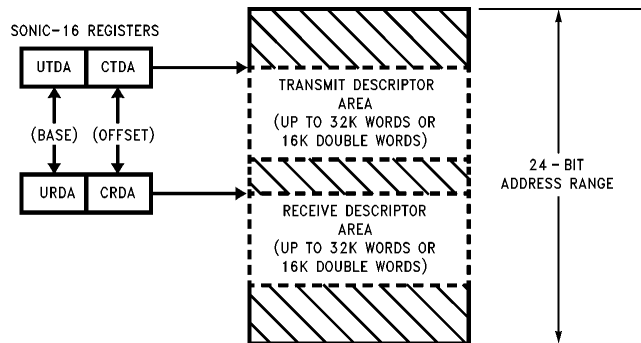 SONIC-16 REGISTERS
UTDA CTDA
(BASE) (OFFSET)
URDA CRDA
TRANSMIT DESCRIPTOR
AREA
(UP TO 32K WORDS OR
16K DOUBLE WORDS)
RECEIVE DESCRIPTOR
AREA
(UP TO 32K WORDS OR
16K DOUBLE WORDS)
24-BIT
ADDRESS RANGE